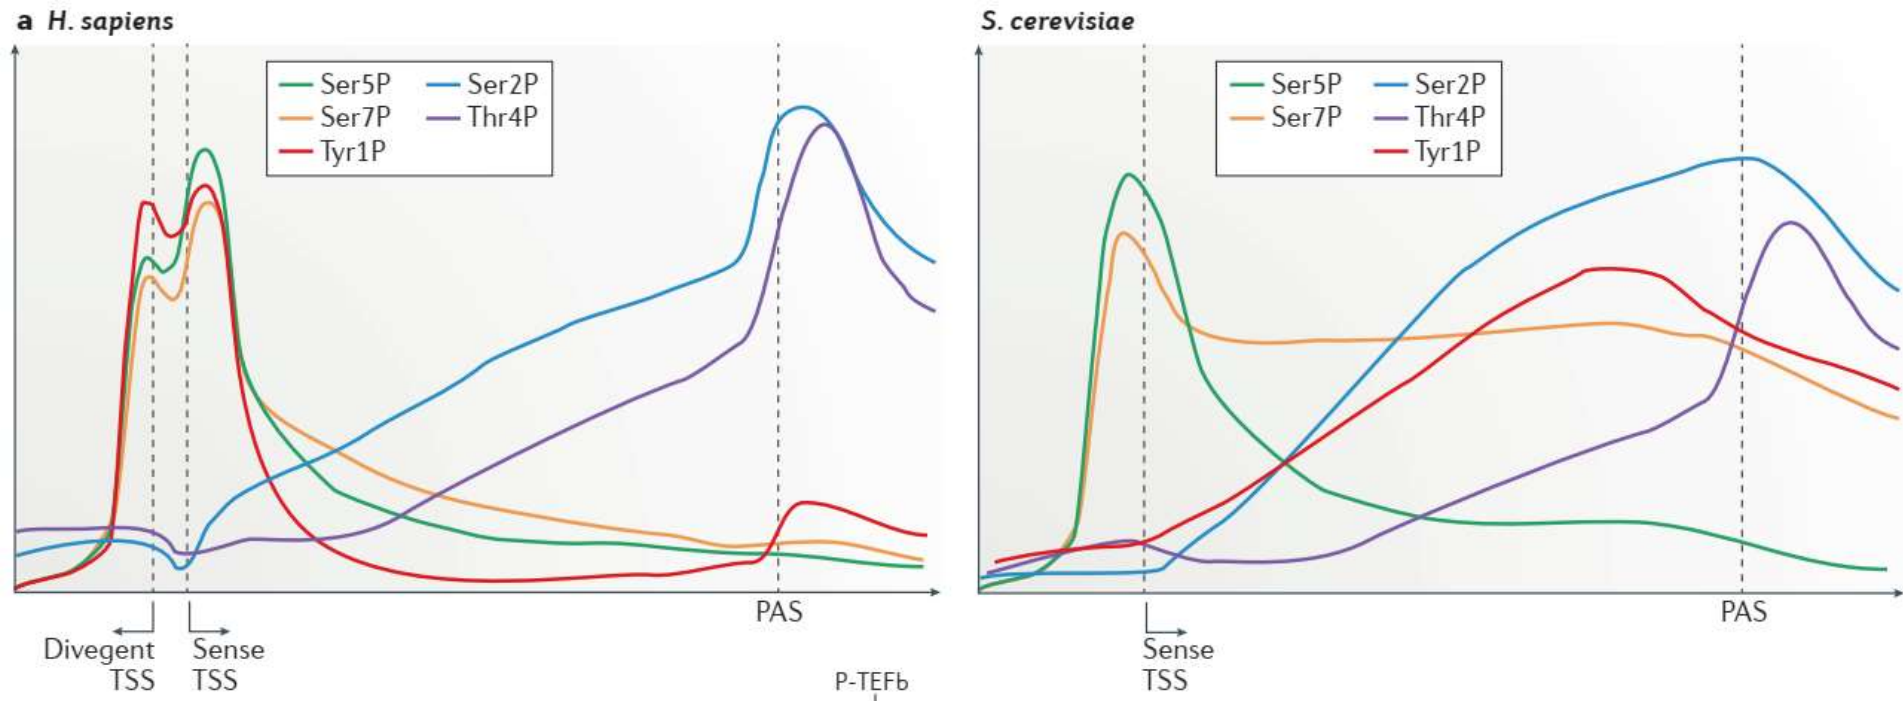 a H. sapiens
Ser5P Ser2P
Ser7P Thr4P
Tyr1P
PAS
Divegent
TSS
Sense
TSS
P-TEFb
S. cerevisiae
Ser5P Ser2P
Ser7P Thr4P
Tyr1P
PAS
Sense
TSS